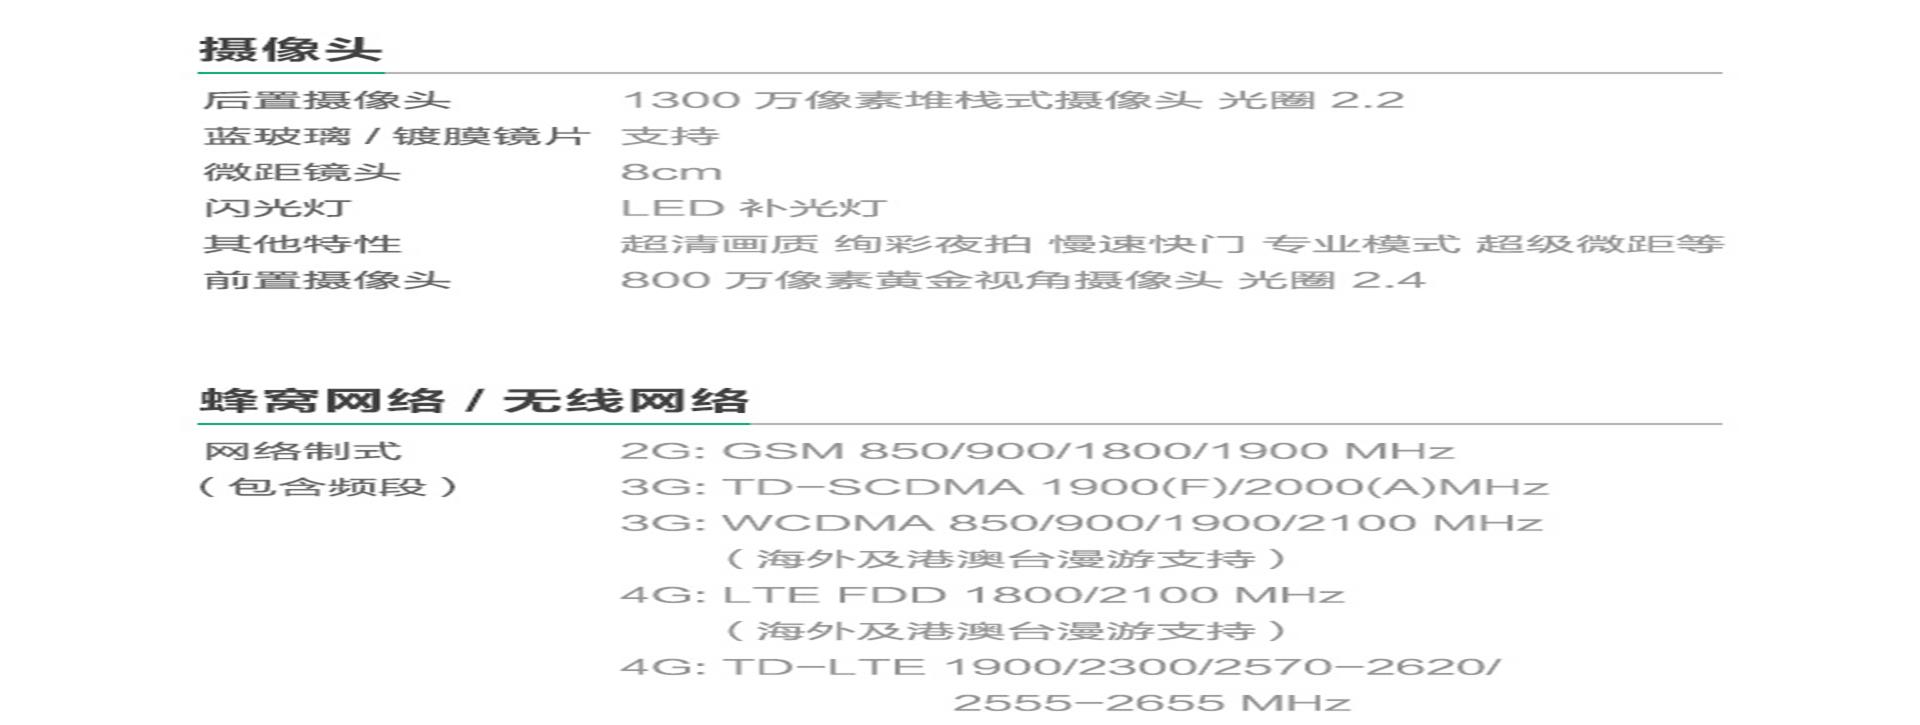 摄像头
后置摄像头 1300 万像素堆栈式摄像头 光圈 2.2
蓝玻璃 / 镀膜镜片 支持
微距镜头 8cm
闪光灯 LED 补光灯
其他特性 超清画质 绚彩夜拍 慢速快门 专业模式 超级微距等
前置摄像头 800 万像素黄金视角摄像头 光圈 2.4
蜂窝网络 / 无线网络
网络制式 2G: GSM 850/900/1800/1900 MHz
（包含频段） 3G: TD-SCDMA 1900(F)/2000(A)MHz
3G: WCDMA 850/900/1900/2100 MHz
（海外及港澳台漫游支持）
4G: LTE FDD 1800/2100 MHz
（海外及港澳台漫游支持）
4G: TD-LTE 1900/2300/2570-2620/
2555-2655 MHz